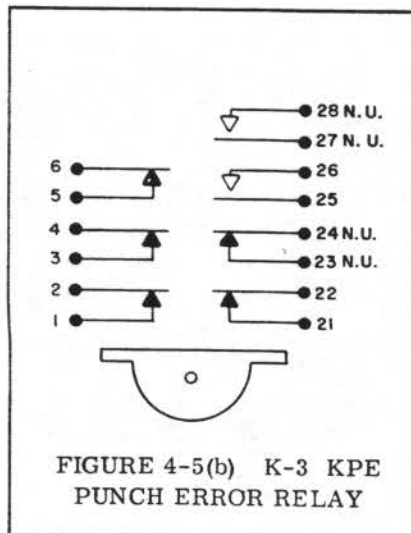 28 N.U.
27 N. U.
6 26
5 25
4 24 N.U.
3 23 N.U.
2 22
1 21
FIGURE 4-5(b) K-3 KPE
PUNCH ERROR RELAY